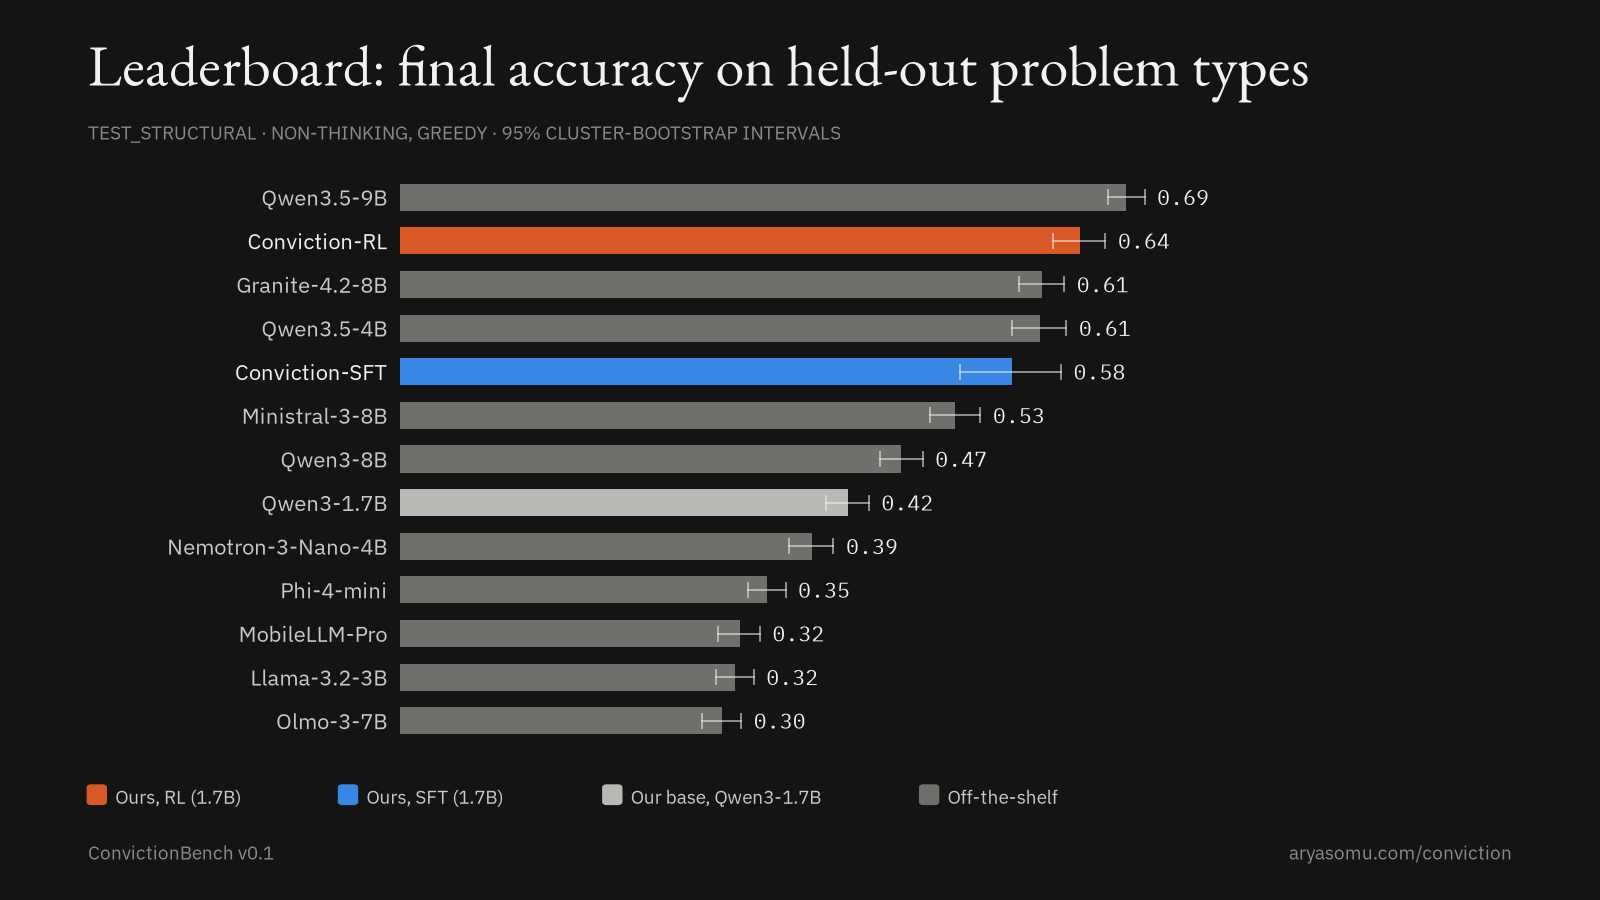 Leaderboard: final accuracy on held-out problem types
TEST_STRUCTURAL · NON-THINKING, GREEDY · 95% CLUSTER-BOOTSTRAP INTERVALS
Qwen3.5-9B 0.69
Conviction-RL 0.64
Granite-4.2-8B 0.61
Qwen3.5-4B 0.61
Conviction-SFT 0.58
Ministral-3-8B 0.53
Qwen3-8B 0.47
Qwen3-1.7B 0.42
Nemotron-3-Nano-4B 0.39
Phi-4-mini 0.35
MobileLLM-Pro 0.32
Llama-3.2-3B 0.32
Olmo-3-7B 0.30
Ours, RL (1.7B) Ours, SFT (1.7B) Our base, Qwen3-1.7B Off-the-shelf
ConvictionBench v0.1 aryasomu.com/conviction